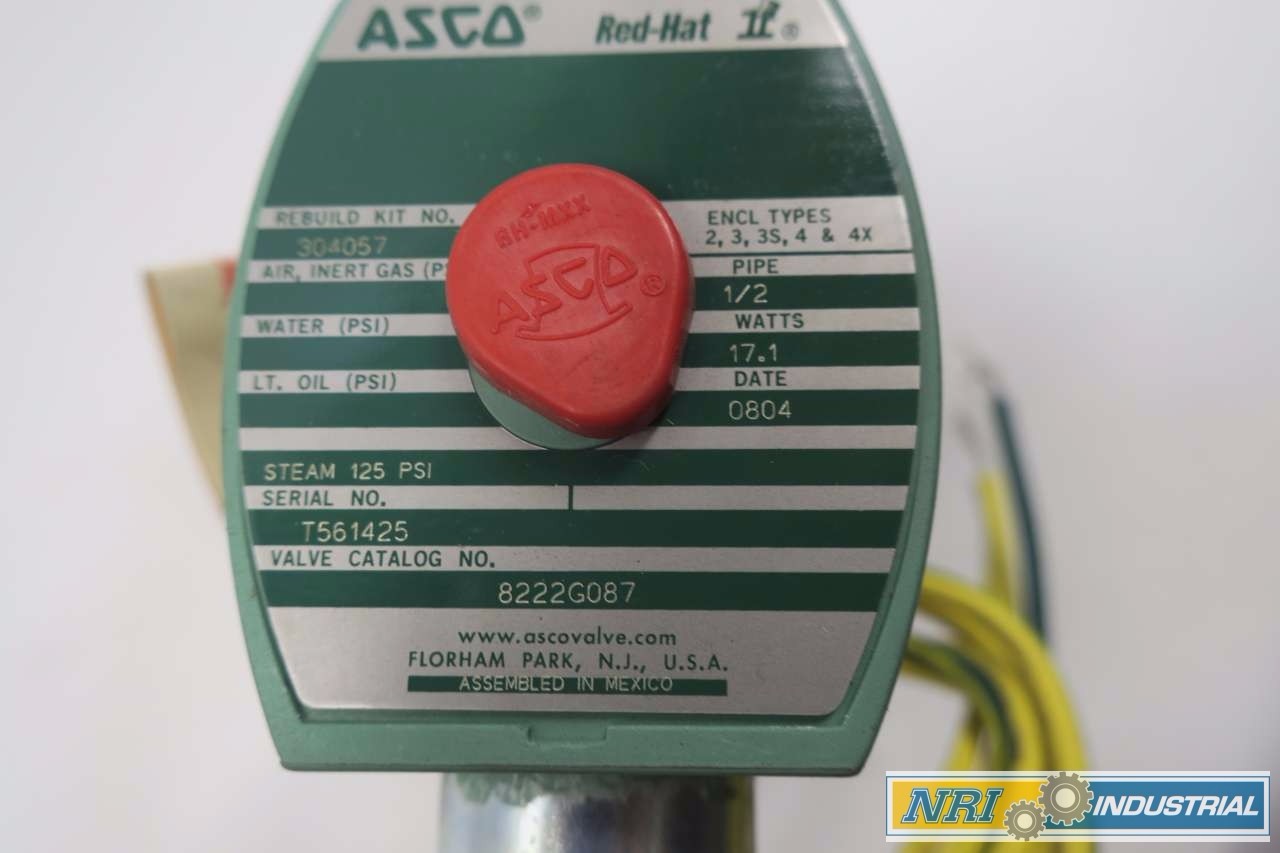 ASCO® Red-Hat II®
REBUILD KIT NO.
304057
AIR, INERT GAS (P
WATER (PSI)
LT. OIL (PSI)
ENCL TYPES
2, 3, 3S, 4 & 4X
PIPE
1/2
WATTS
17.1
DATE
0804
ASCO®
STEAM 125 PSI
SERIAL NO.
T561425
VALVE CATALOG NO.
8222G087
www.ascovalve.com
FLORHAM PARK, N.J., U.S.A.
ASSEMBLED IN MEXICO
NRI INDUSTRIAL